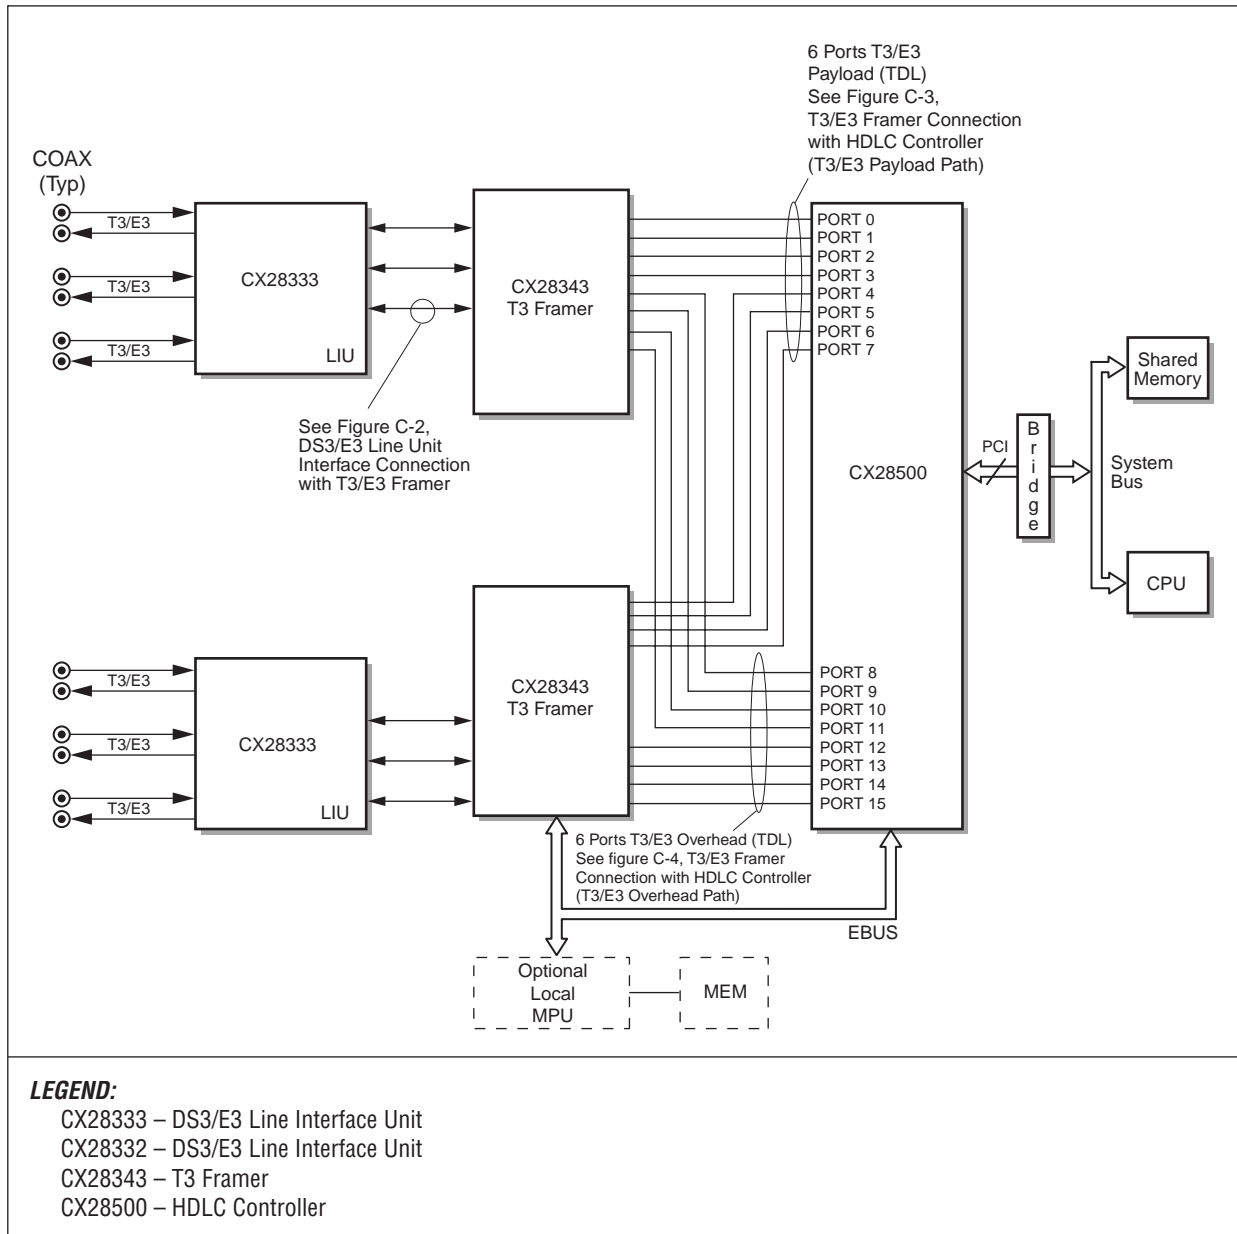 6 Ports T3/E3
Payload (TDL)
See Figure C-3,
T3/E3 Framer Connection
with HDLC Controller
(T3/E3 Payload Path)
COAX
(Typ)
T3/E3
T3/E3
T3/E3
CX28333
LIU
CX28343
T3 Framer
PORT 0
PORT 1
PORT 2
PORT 3
PORT 4
PORT 5
PORT 6
PORT 7
See Figure C-2,
DS3/E3 Line Unit
Interface Connection
with T3/E3 Framer
CX28500
PCI
Bridge
System
Bus
Shared
Memory
CPU
T3/E3
T3/E3
T3/E3
CX28333
LIU
CX28343
T3 Framer
PORT 8
PORT 9
PORT 10
PORT 11
PORT 12
PORT 13
PORT 14
PORT 15
6 Ports T3/E3 Overhead (TDL)
See figure C-4, T3/E3 Framer
Connection with HDLC Controller
(T3/E3 Overhead Path)
EBUS
Optional
Local
MPU
MEM
LEGEND:
CX28333 – DS3/E3 Line Interface Unit
CX28332 – DS3/E3 Line Interface Unit
CX28343 – T3 Framer
CX28500 – HDLC Controller